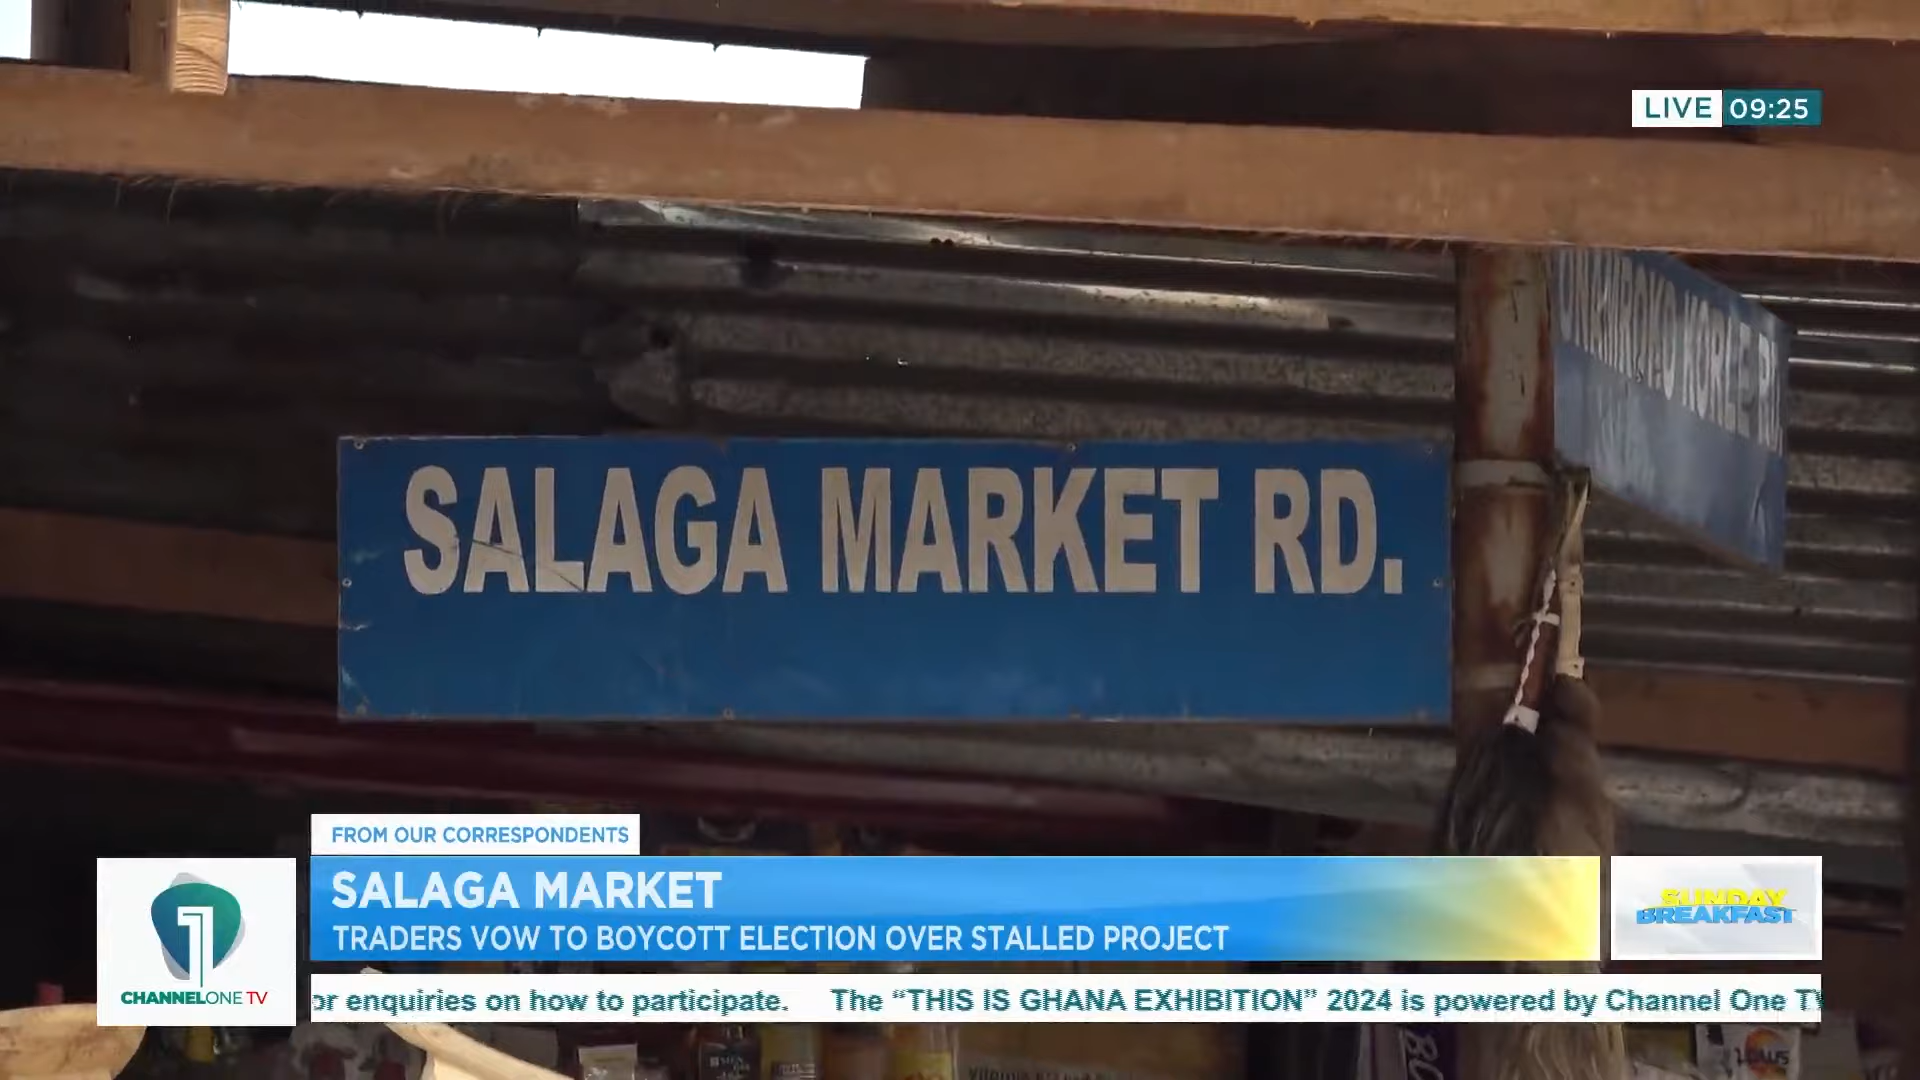 LIVE 09:25
KORLE
SALAGA MARKET RD.
FROM OUR CORRESPONDENTS
SALAGA MARKET
TRADERS VOW TO BOYCOTT ELECTION OVER STALLED PROJECT
SUNDAY
BREAKFAST
1
CHANNELONE TV
or enquiries on how to participate. The “THIS IS GHANA EXHIBITION” 2024 is powered by Channel One TV